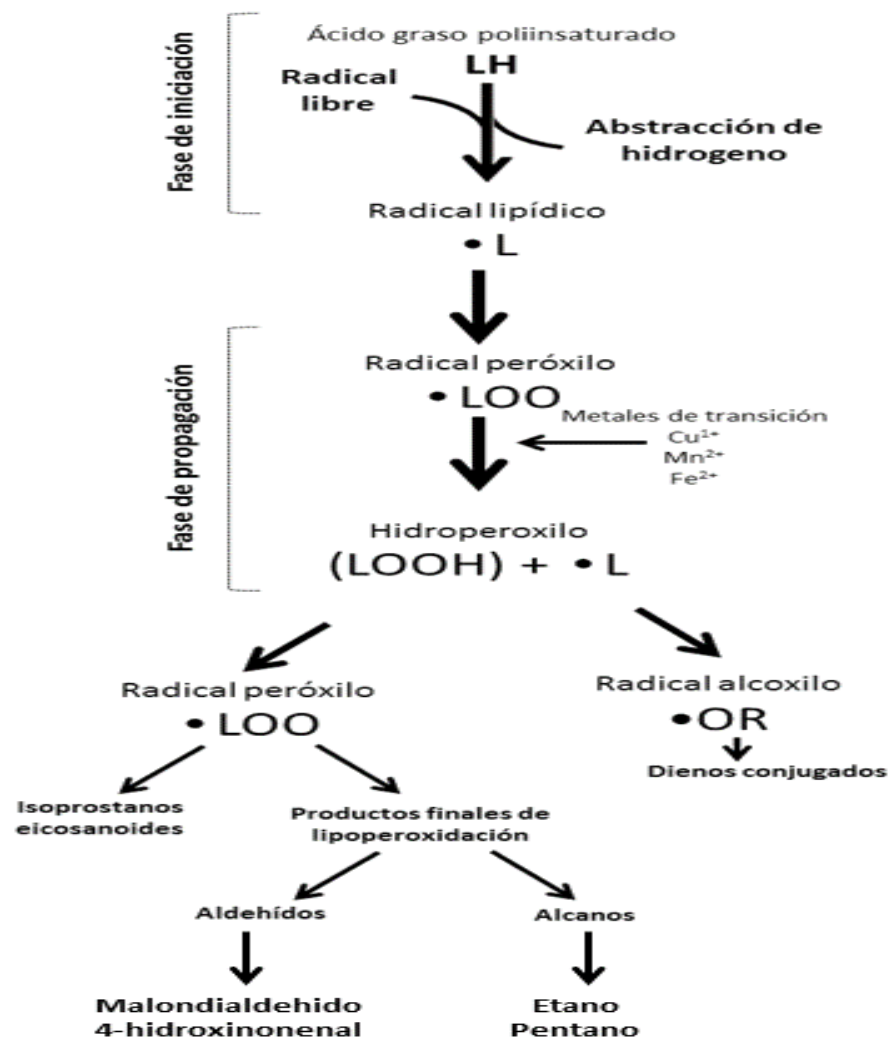 Fase de iniciación
Ácido graso poliinsaturado
LH
Radical
libre
Abstracción de
hidrogeno
Radical lipídico
• L
Fase de propagación
Radical peróxilo
• LOO
Metales de transición
Cu¹⁺
Mn²⁺
Fe²⁺
Hidroperoxilo
(LOOH) + • L
Radical peróxilo
• LOO
Radical alcoxilo
•OR
Dienos conjugados
Isoprostanos
eicosanoides
Productos finales de
lipoperoxidación
Aldehídos
Alcanos
Malondialdehido
4-hidroxinonenal
Etano
Pentano